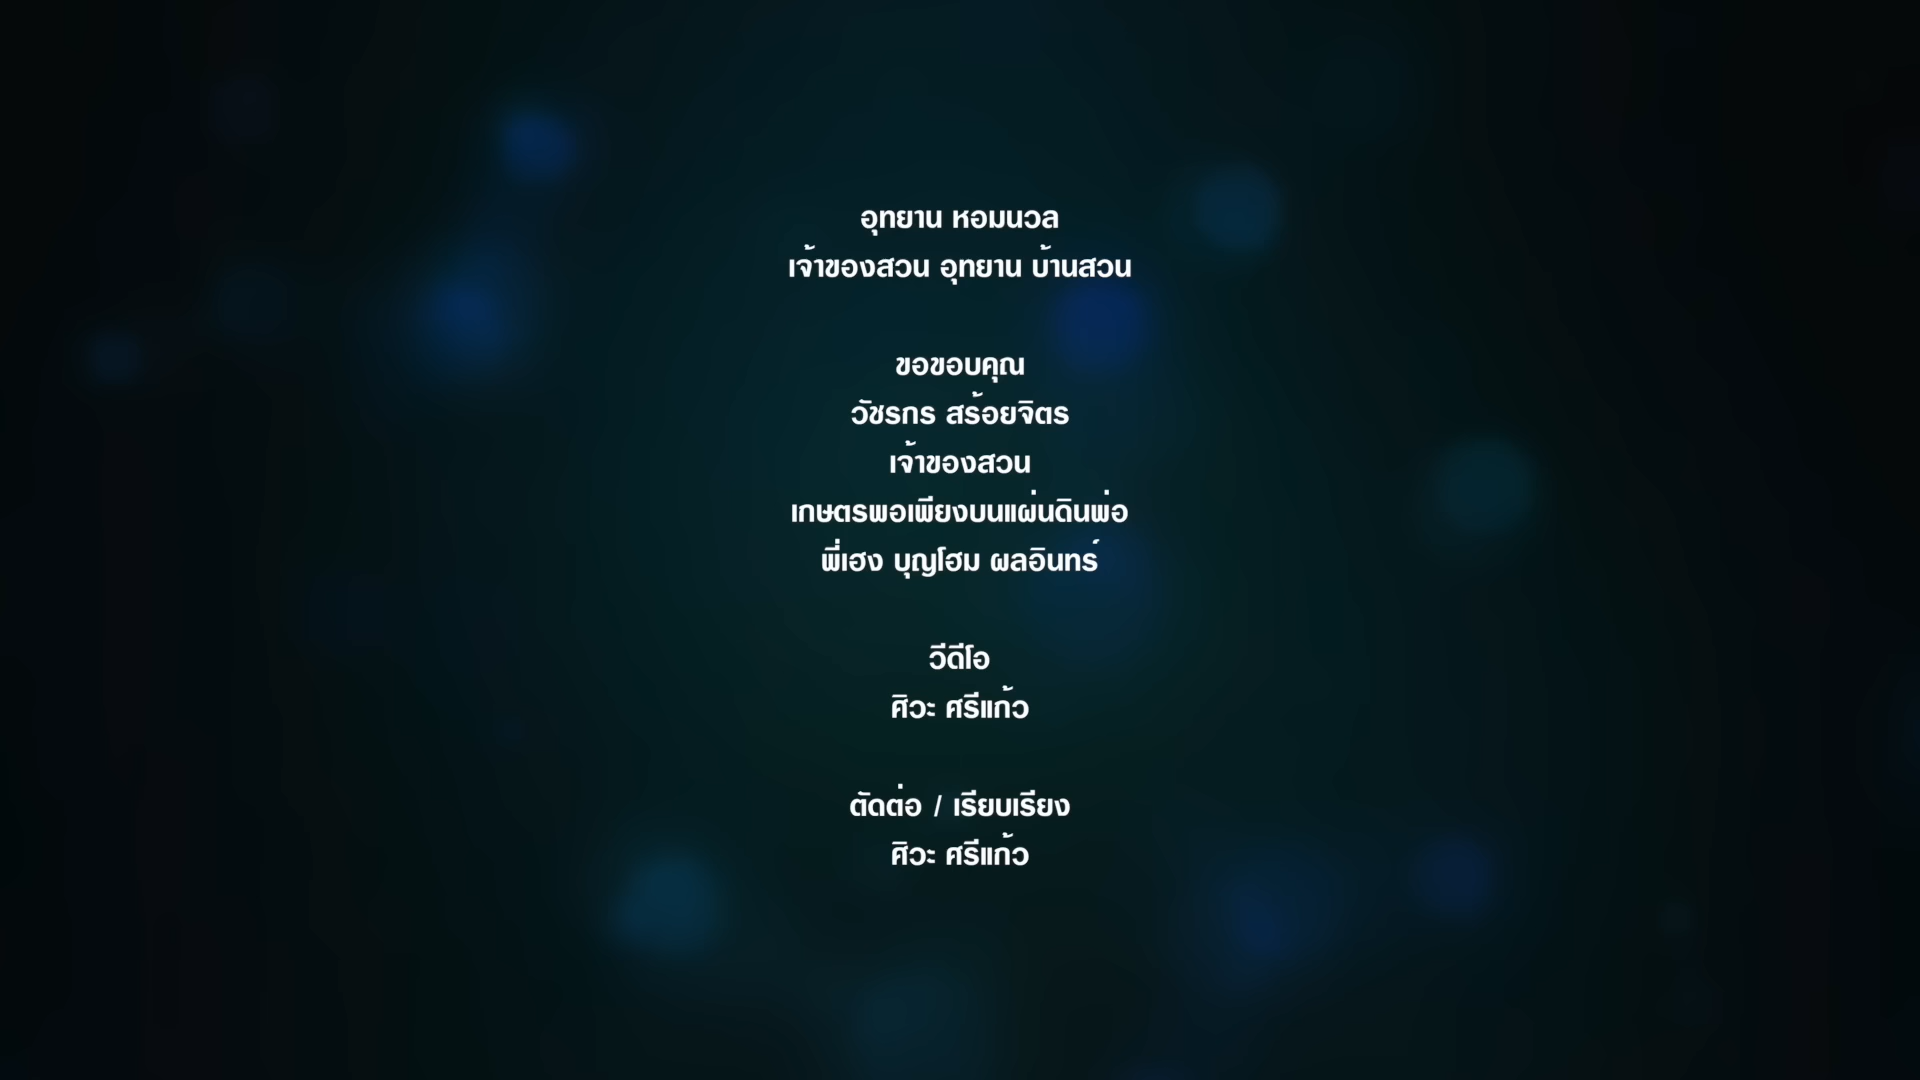 อุทยาน หอมนวล
เจ้าของสวน อุทยาน บ้านสวน
ขอขอบคุณ
วัชรกร สร้อยจิตร
เจ้าของสวน
เกษตรพอเพียงบนแผ่นดินพ่อ
พี่เฮง บุญโฮม ผลอินทร์
วีดีโอ
ศิวะ ศรีแก้ว
ตัดต่อ / เรียบเรียง
ศิวะ ศรีแก้ว